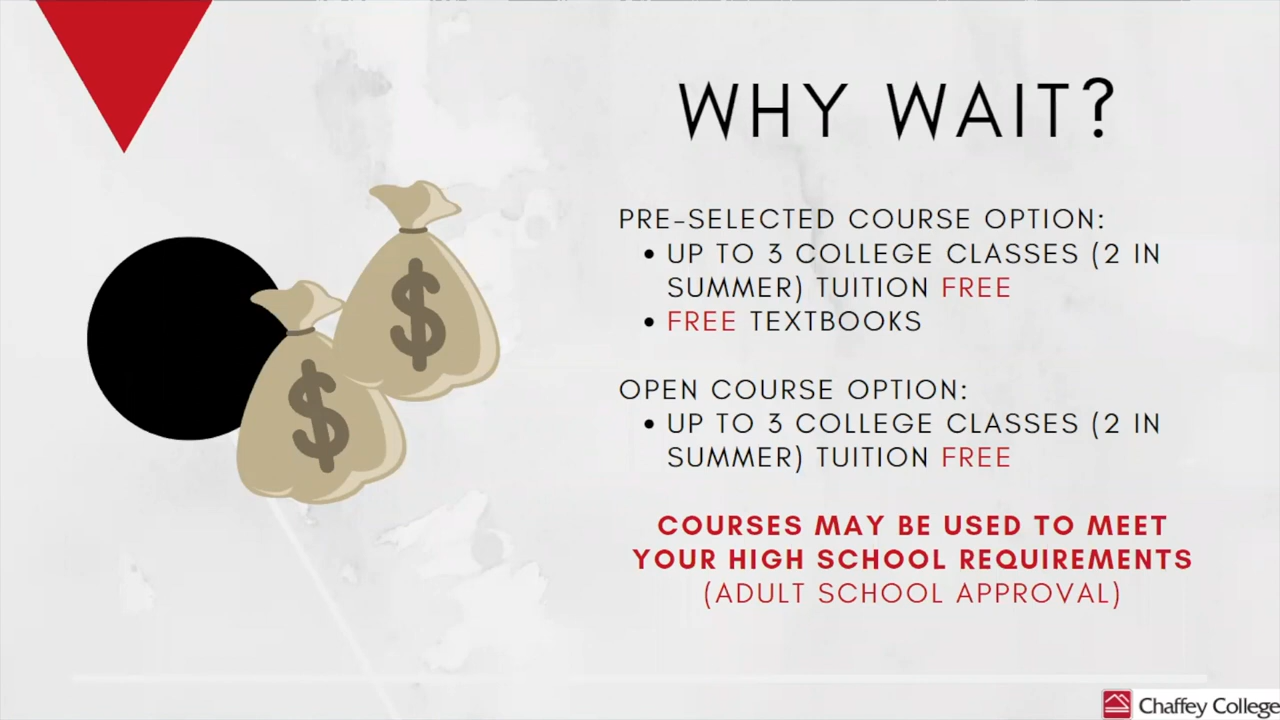 WHY WAIT?
PRE-SELECTED COURSE OPTION:
• UP TO 3 COLLEGE CLASSES (2 IN
SUMMER) TUITION FREE
• FREE TEXTBOOKS
OPEN COURSE OPTION:
• UP TO 3 COLLEGE CLASSES (2 IN
SUMMER) TUITION FREE
COURSES MAY BE USED TO MEET
YOUR HIGH SCHOOL REQUIREMENTS
(ADULT SCHOOL APPROVAL)
$
$
Chaffey College